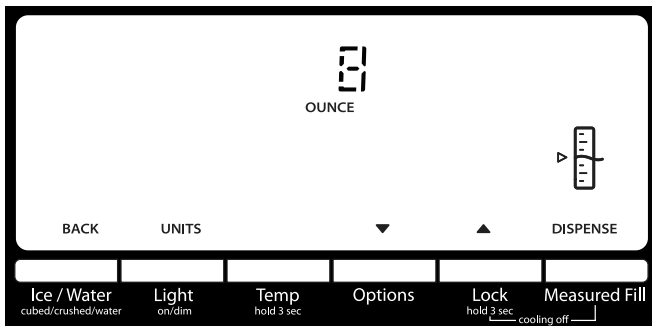 8
OUNCE
BACK UNITS ▼ ▲ DISPENSE
Ice / Water Light Temp Options Lock Measured Fill
cubed/crushed/water on/dim hold 3 sec hold 3 sec
cooling off